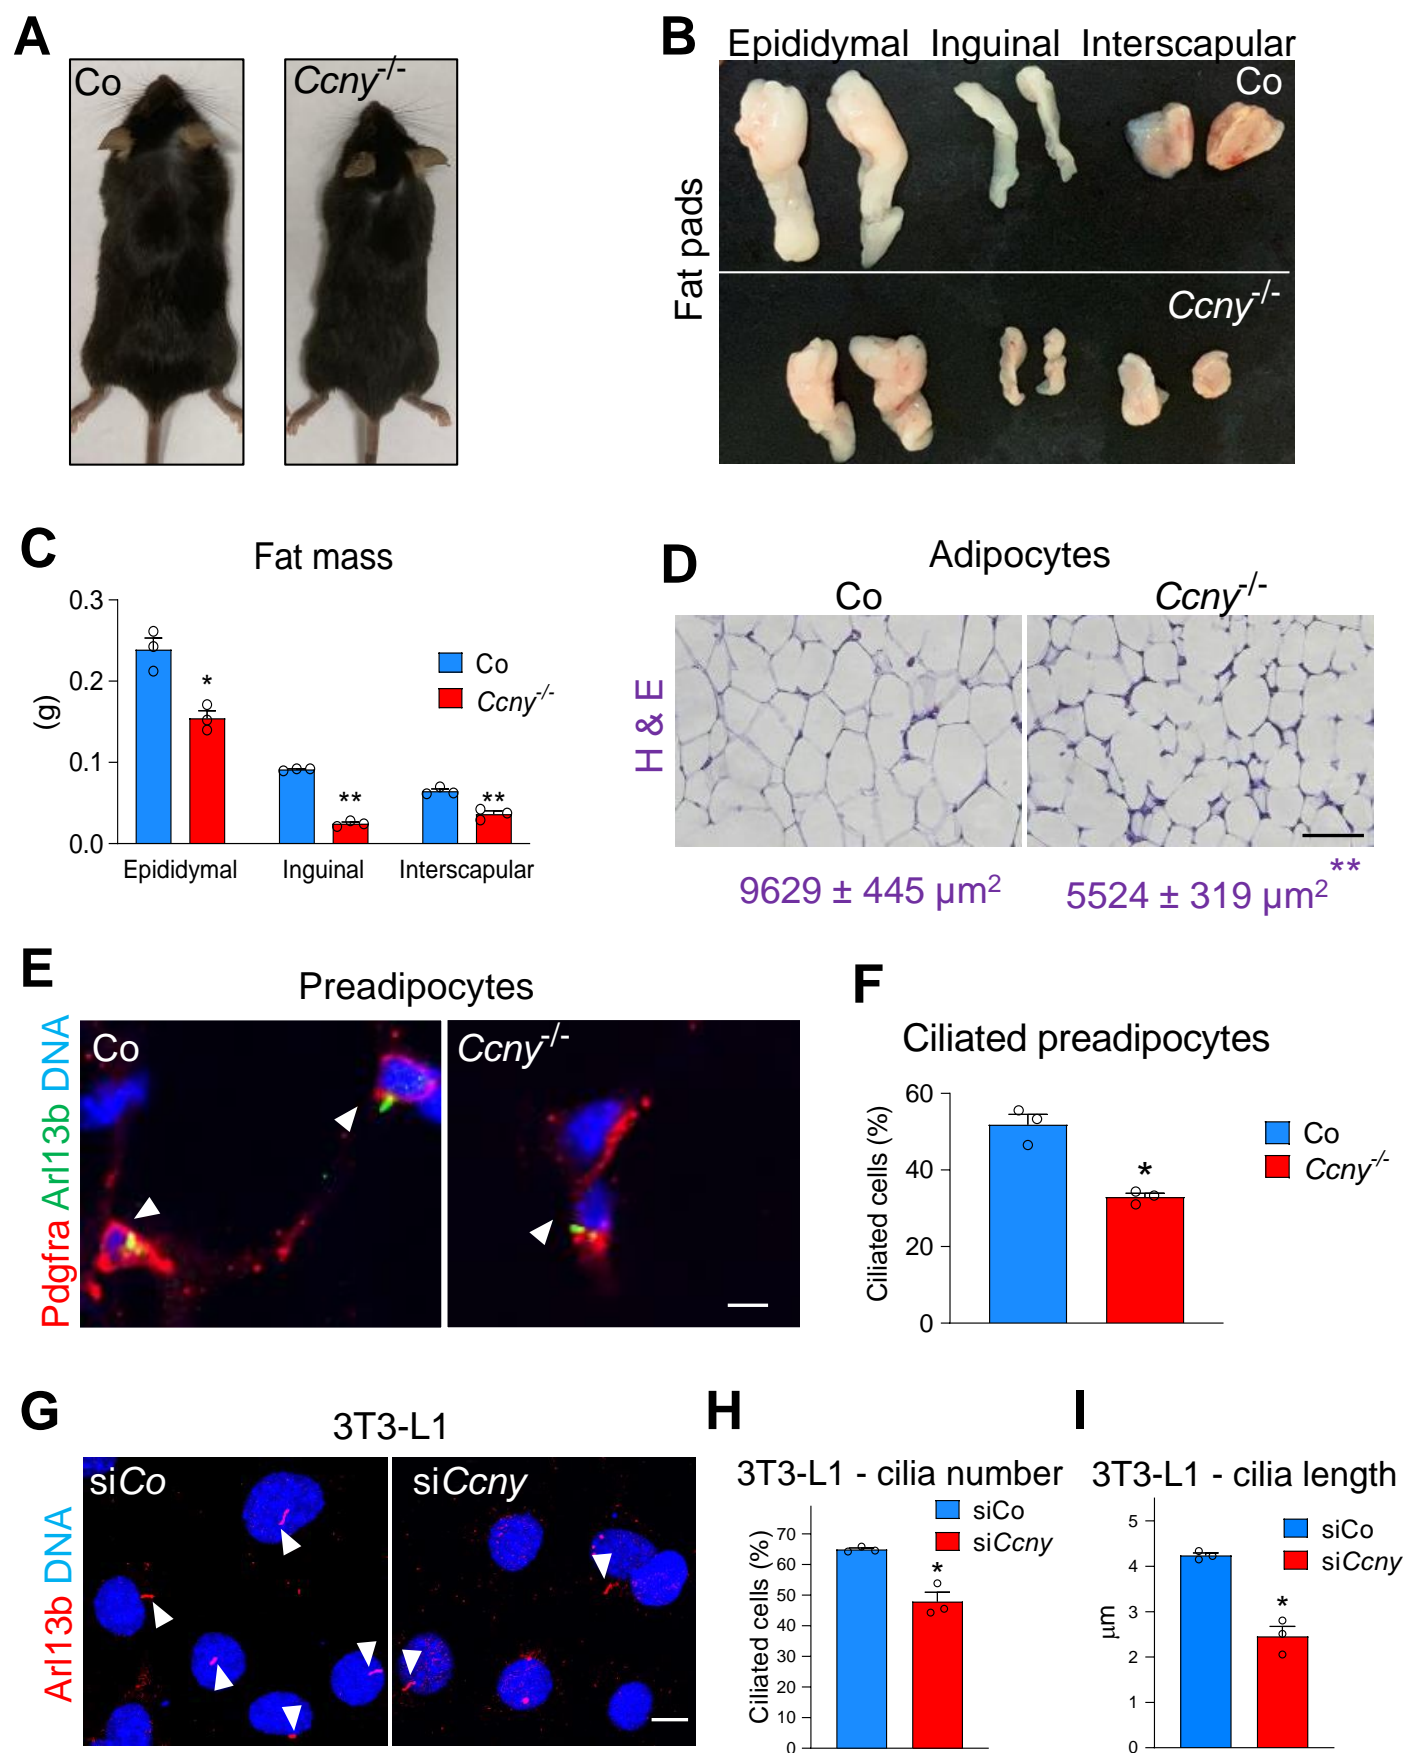 A
Co
Ccny-/-
B
Epididymal Inguinal Interscapular
Co
Fat pads
Ccny-/-
C
Fat mass
(g)
0.3
0.2
0.1
0.0
*
**
**
Co
Ccny-/-
Epididymal
Inguinal
Interscapular
D
Adipocytes
Co
Ccny-/-
H & E
9629 ± 445 µm2
5524 ± 319 µm2 **
E
Preadipocytes
Pdgfra Arl13b DNA
Co
Ccny-/-
F
Ciliated preadipocytes
Ciliated cells (%)
60
40
20
0
*
Co
Ccny-/-
G
3T3-L1
Arl13b DNA
siCo
siCcny
H
3T3-L1 - cilia number
Ciliated cells (%)
70
60
50
40
30
20
10
0
*
siCo
siCcny
I
3T3-L1 - cilia length
µm
5
4
3
2
1
0
*
siCo
siCcny